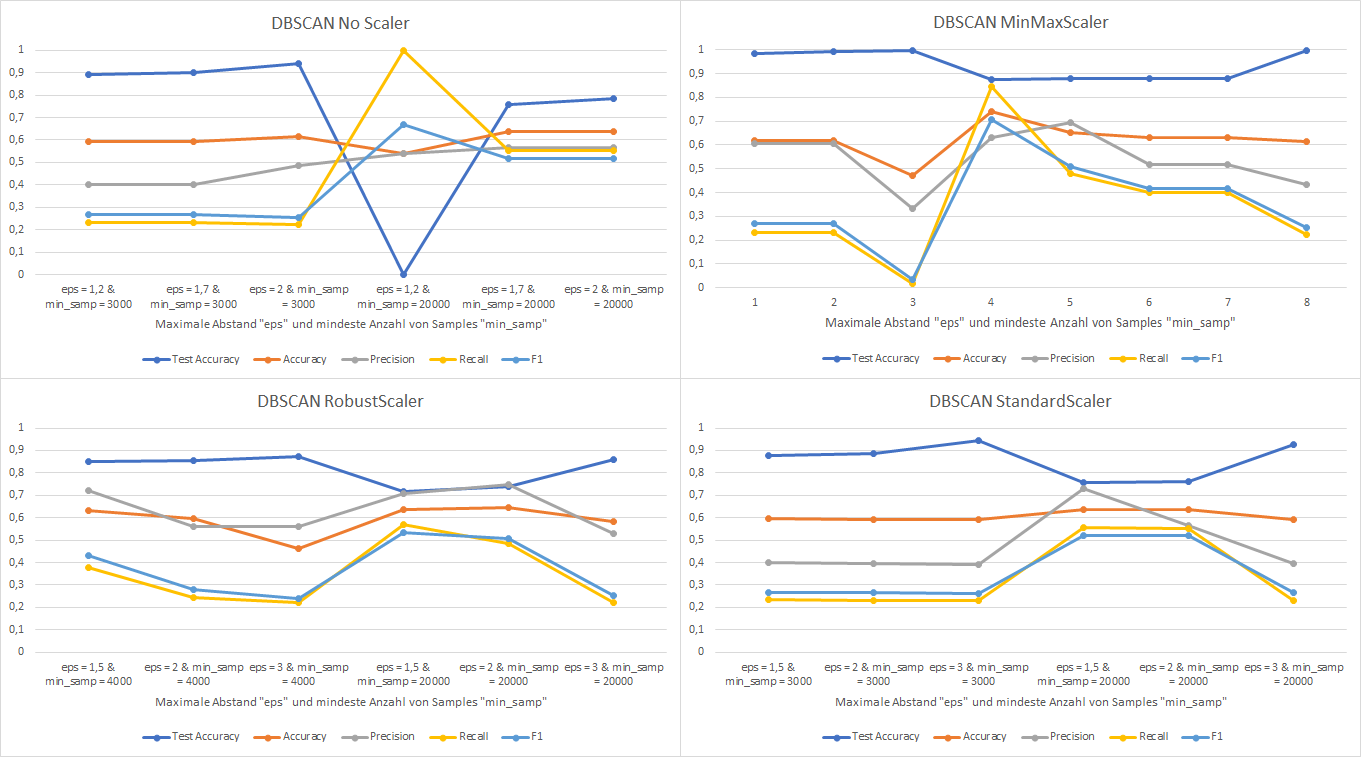 DBSCAN No Scaler
1
0,9
0,8
0,7
0,6
0,5
0,4
0,3
0,2
0,1
0
eps = 1,2 & min_samp = 3000
eps = 1,7 & min_samp = 3000
eps = 2 & min_samp = 3000
eps = 1,2 & min_samp = 20000
eps = 1,7 & min_samp = 20000
eps = 2 & min_samp = 20000
Maximale Abstand "eps" und mindeste Anzahl von Samples "min_samp"
Test Accuracy Accuracy Precision Recall F1
DBSCAN MinMaxScaler
1
0,9
0,8
0,7
0,6
0,5
0,4
0,3
0,2
0,1
0
1 2 3 4 5 6 7 8
Maximale Abstand "eps" und mindeste Anzahl von Samples "min_samp"
Test Accuracy Accuracy Precision Recall F1
DBSCAN RobustScaler
1
0,9
0,8
0,7
0,6
0,5
0,4
0,3
0,2
0,1
0
eps = 1,5 & min_samp = 4000
eps = 2 & min_samp = 4000
eps = 3 & min_samp = 4000
eps = 1,5 & min_samp = 20000
eps = 2 & min_samp = 20000
eps = 3 & min_samp = 20000
Maximale Abstand "eps" und mindeste Anzahl von Samples "min_samp"
Test Accuracy Accuracy Precision Recall F1
DBSCAN StandardScaler
1
0,9
0,8
0,7
0,6
0,5
0,4
0,3
0,2
0,1
0
eps = 1,5 & min_samp = 3000
eps = 2 & min_samp = 3000
eps = 3 & min_samp = 3000
eps = 1,5 & min_samp = 20000
eps = 2 & min_samp = 20000
eps = 3 & min_samp = 20000
Maximale Abstand "eps" und mindeste Anzahl von Samples "min_samp"
Test Accuracy Accuracy Precision Recall F1